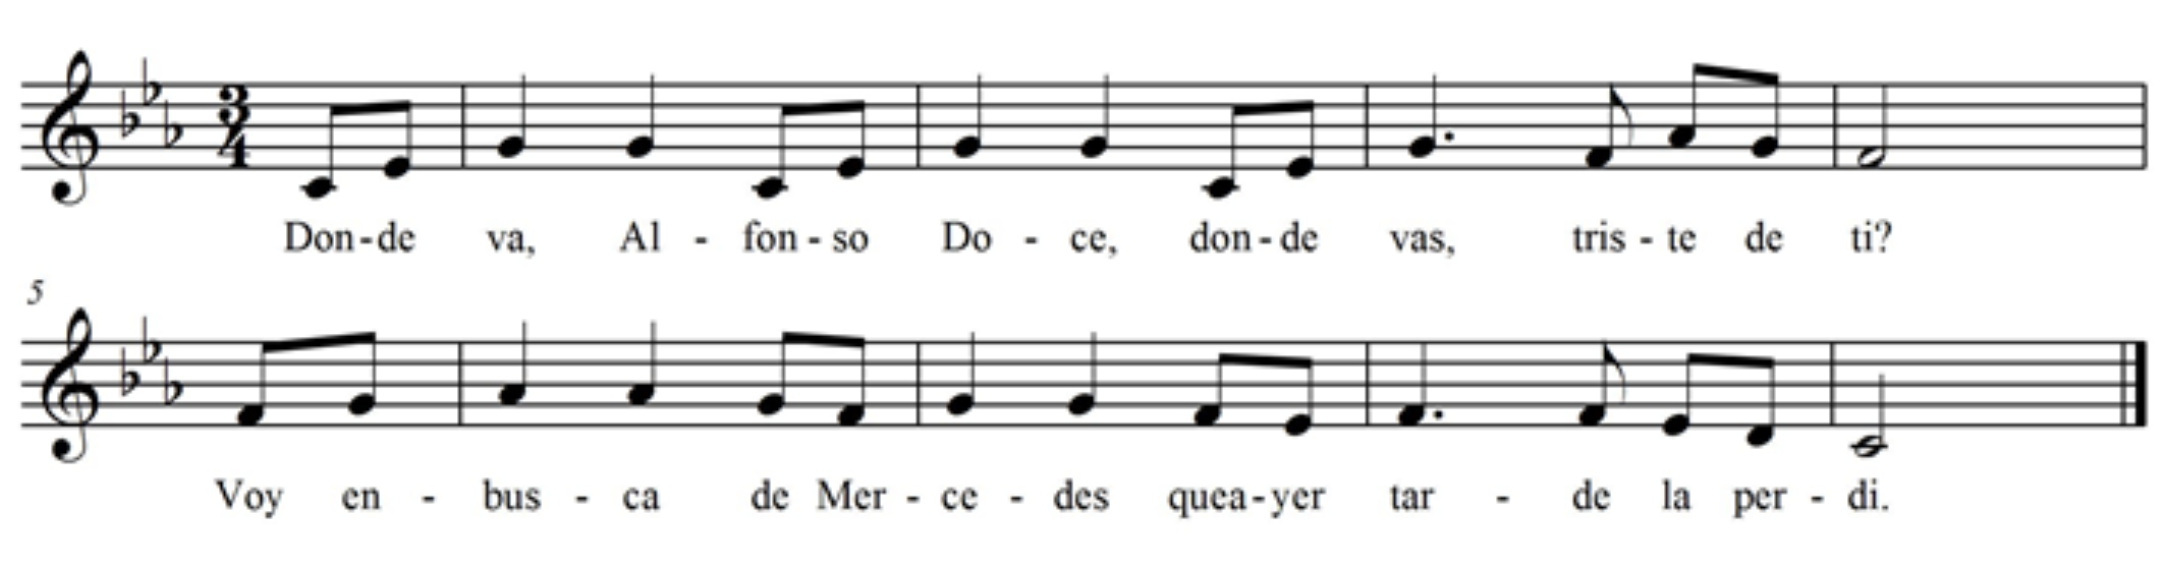 3
4
Don-de va, Al - fon - so Do - ce, don - de vas, tris - te de ti?
5
Voy en - bus - ca de Mer - ce - des quea-yer tar - de la per - di.